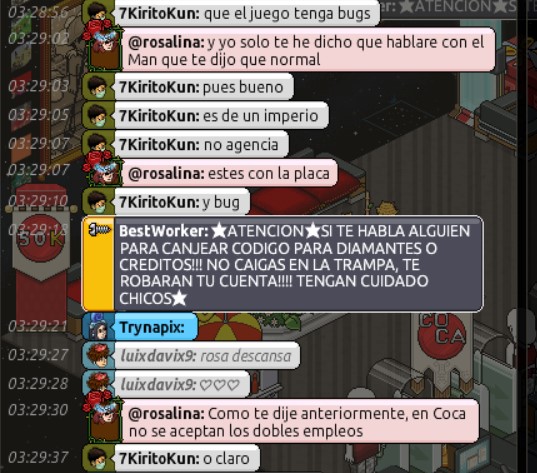 er: ★ATENCION★S
03:28:56 7KiritoKun: que el juego tenga bugs
03:29:02 @rosalina: y yo solo te he dicho que hablare con el
Man que te dijo que normal
03:29:03 7KiritoKun: pues bueno
03:29:05 7KiritoKun: es de un imperio
03:29:07 7KiritoKun: no agencia
03:29:07 @rosalina: estes con la placa
03:29:10 7KiritoKun: y bug
03:29:18 BestWorker: ★ATENCION★SI TE HABLA ALGUIEN
PARA CANJEAR CODIGO PARA DIAMANTES O
CREDITOS!!! NO CAIGAS EN LA TRAMPA, TE
ROBARAN TU CUENTA!!!! TENGAN CUIDADO
CHICOS★
03:29:21 Trynapix:
03:29:27 luixdavix9: rosa descansa
03:29:28 luixdavix9: ♡♡♡
03:29:30 @rosalina: Como te dije anteriormente, en Coca
no se aceptan los dobles empleos
03:29:37 7KiritoKun: o claro
COCA